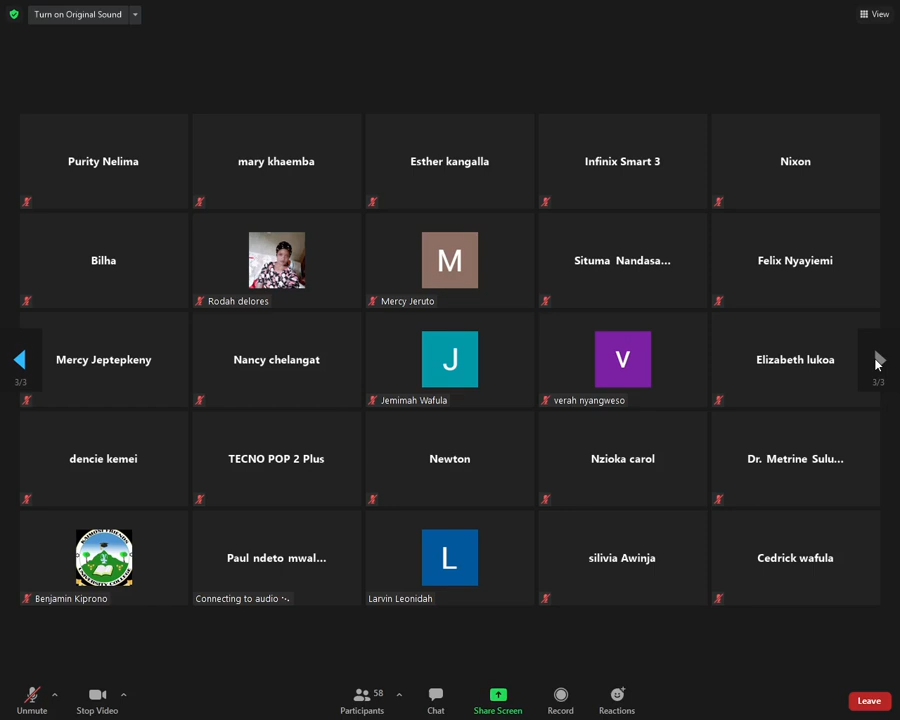 Turn on Original Sound
View
Purity Nelima
mary khaemba
Esther kangalla
Infinix Smart 3
Nixon
Bilha
Rodah delores
M
Mercy Jeruto
Situma Nandasa...
Felix Nyayiemi
3/3
Mercy Jeptepkeny
Nancy chelangat
J
Jemimah Wafula
V
verah nyangweso
Elizabeth lukoa
3/3
dencie kemei
TECNO POP 2 Plus
Newton
Nzioka carol
Dr. Metrine Sulu...
Benjamin Kiprono
Paul ndeto mwal...
Connecting to audio
L
Larvin Leonidah
silivia Awinja
Cedrick wafula
Unmute
Stop Video
58
Participants
Chat
Share Screen
Record
Reactions
Leave